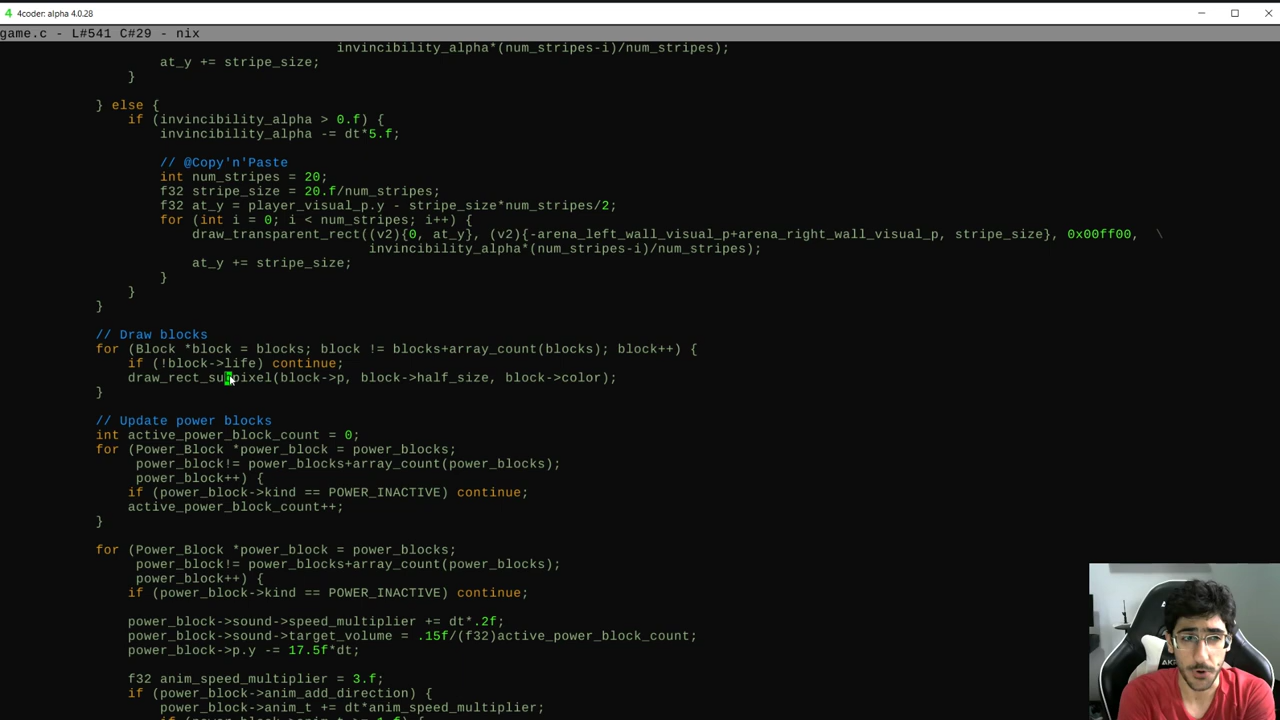 4coder: alpha 4.0.28
game.c - L#541 C#29 - nix
invincibility_alpha*(num_stripes-i)/num_stripes);
at_y += stripe_size;
}
} else {
if (invincibility_alpha > 0.f) {
invincibility_alpha -= dt*5.f;
// @Copy'n'Paste
int num_stripes = 20;
f32 stripe_size = 20.f/num_stripes;
f32 at_y = player_visual_p.y - stripe_size*num_stripes/2;
for (int i = 0; i < num_stripes; i++) {
draw_transparent_rect((v2){0, at_y}, (v2){-arena_left_wall_visual_p+arena_right_wall_visual_p, stripe_size}, 0x00ff00, \
invincibility_alpha*(num_stripes-i)/num_stripes);
at_y += stripe_size;
}
}
}
// Draw blocks
for (Block *block = blocks; block != blocks+array_count(blocks); block++) {
if (!block->life) continue;
draw_rect_subpixel(block->p, block->half_size, block->color);
}
// Update power blocks
int active_power_block_count = 0;
for (Power_Block *power_block = power_blocks;
power_block!= power_blocks+array_count(power_blocks);
power_block++) {
if (power_block->kind == POWER_INACTIVE) continue;
active_power_block_count++;
}
for (Power_Block *power_block = power_blocks;
power_block!= power_blocks+array_count(power_blocks);
power_block++) {
if (power_block->kind == POWER_INACTIVE) continue;
power_block->sound->speed_multiplier += dt*.2f;
power_block->sound->target_volume = .15f/(f32)active_power_block_count;
power_block->p.y -= 17.5f*dt;
f32 anim_speed_multiplier = 3.f;
if (power_block->anim_add_direction) {
power_block->anim_t += dt*anim_speed_multiplier;